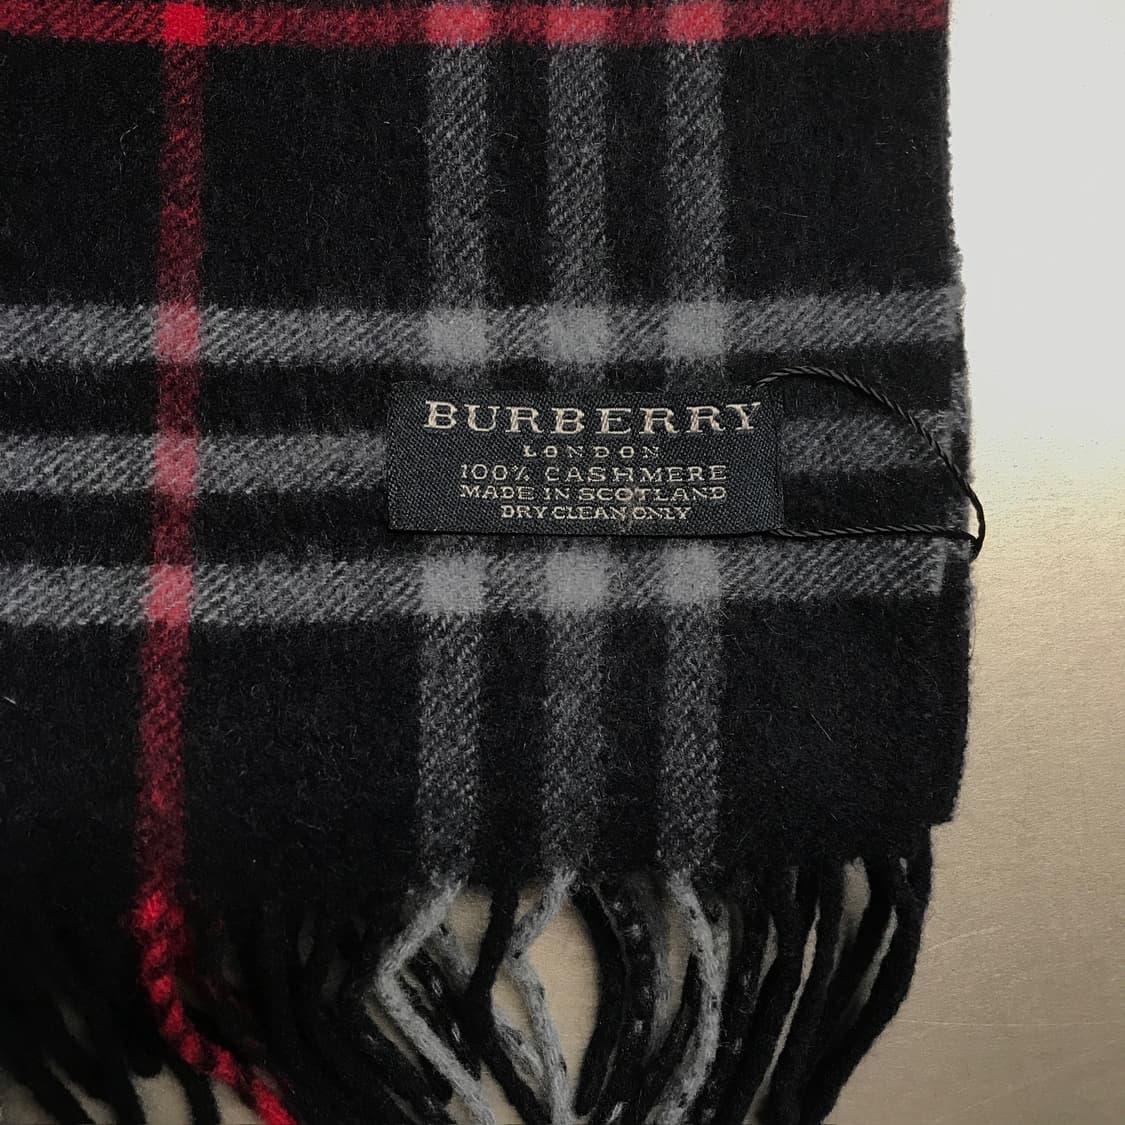 BURBERRY
LONDON
100% CASHMERE
MADE IN SCOTLAND
DRY CLEAN ONLY